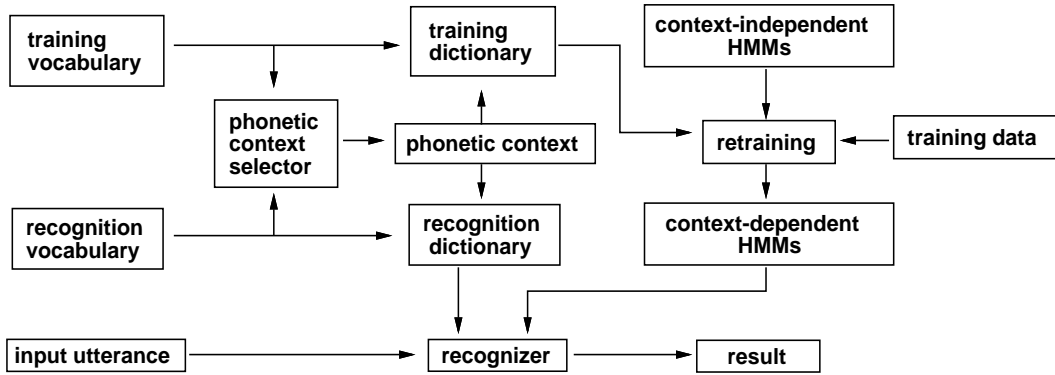 training
vocabulary
training
dictionary
context-independent
HMMs
phonetic
context
selector
phonetic context
retraining
training data
recognition
vocabulary
recognition
dictionary
context-dependent
HMMs
input utterance
recognizer
result